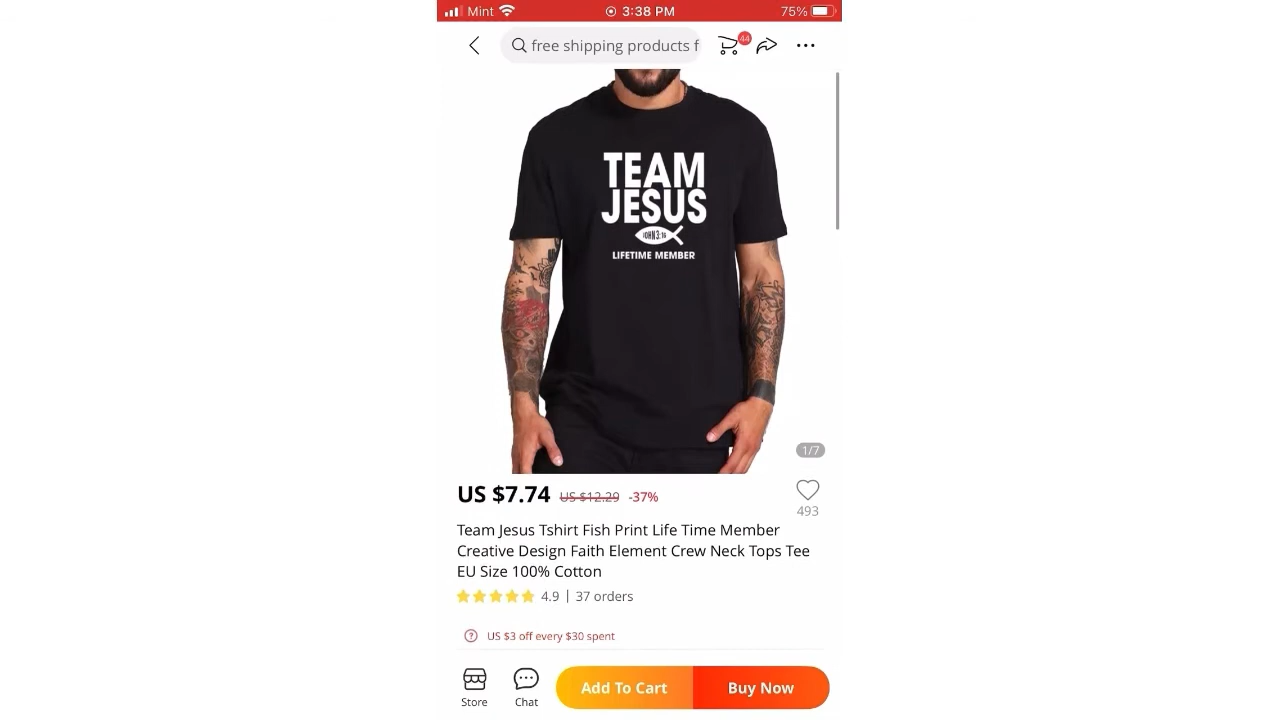 Mint 3:38 PM 75%
free shipping products f 44
TEAM
JESUS
JOHN 3:16
LIFETIME MEMBER
1/7
US $7.74 US $12.29 -37%
493
Team Jesus Tshirt Fish Print Life Time Member
Creative Design Faith Element Crew Neck Tops Tee
EU Size 100% Cotton
4.9 | 37 orders
US $3 off every $30 spent
Store Chat Add To Cart Buy Now